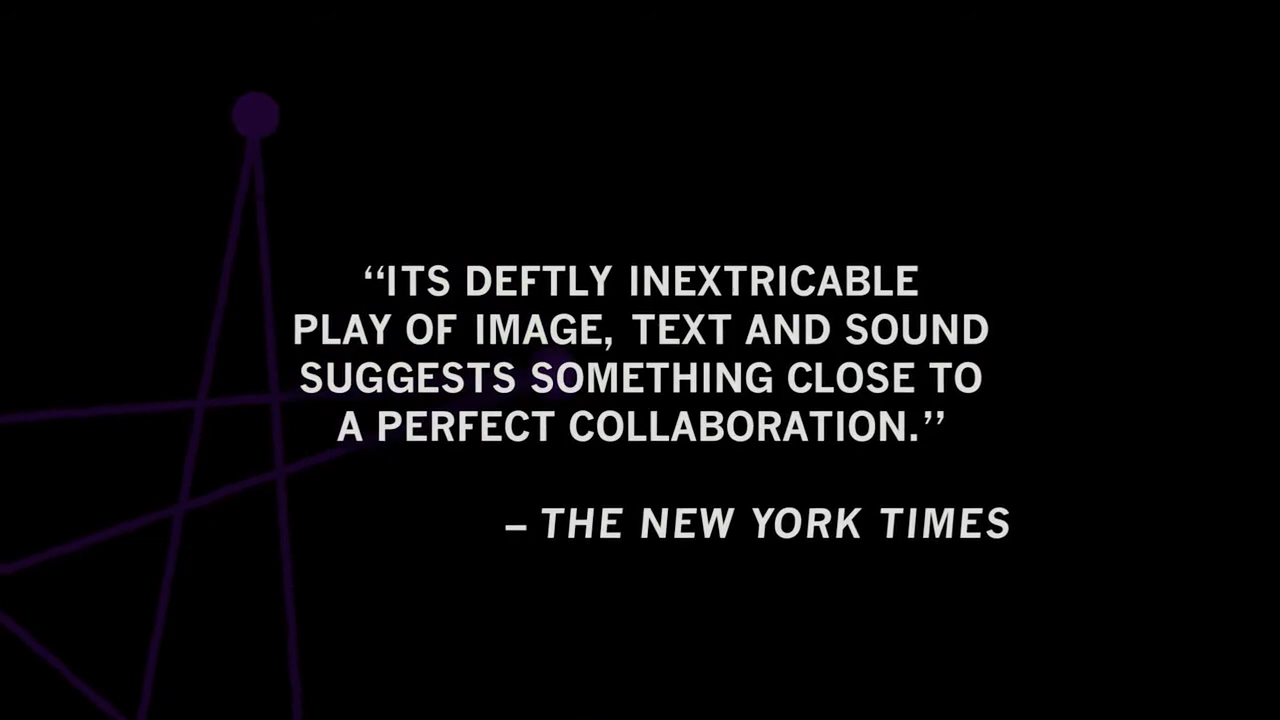 “ITS DEFTLY INEXTRICABLE
PLAY OF IMAGE, TEXT AND SOUND
SUGGESTS SOMETHING CLOSE TO
A PERFECT COLLABORATION.”
– THE NEW YORK TIMES